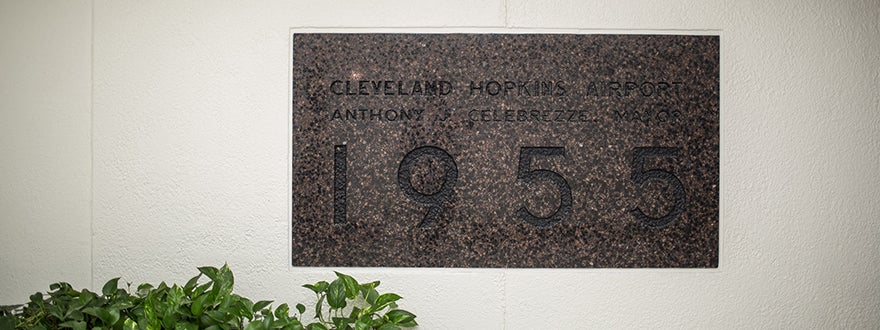 CLEVELAND HOPKINS AIRPORT
ANTHONY J. CELEBREZZE, MAYOR
1955